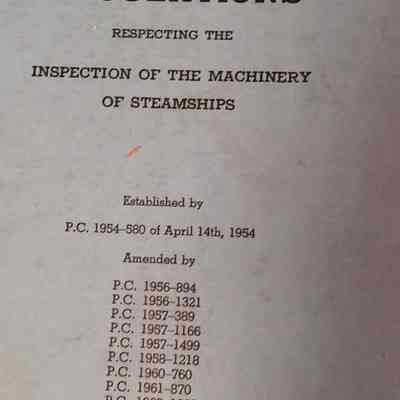 RESPECTING THE
INSPECTION OF THE MACHINERY
OF STEAMSHIPS
Established by
P.C. 1954-580 of April 14th, 1954
Amended by
P.C. 1956-894
P.C. 1956-1321
P.C. 1957-389
P.C. 1957-1166
P.C. 1957-1499
P.C. 1958-1218
P.C. 1960-760
P.C. 1961-870